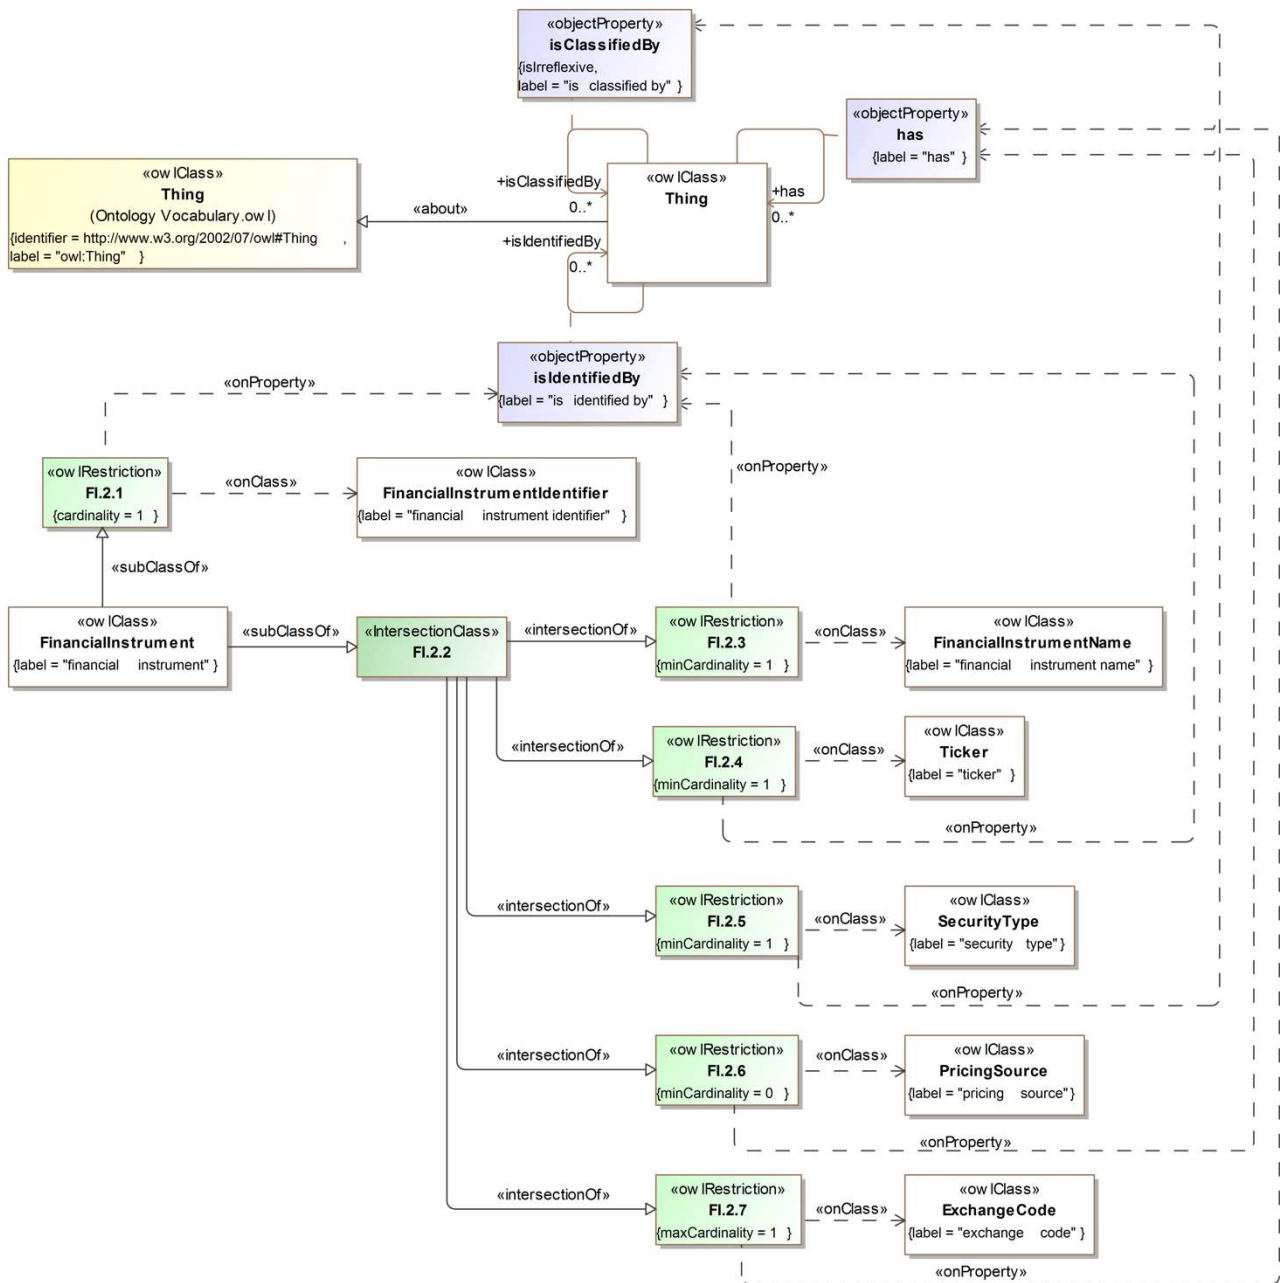 «objectProperty»
isClassifiedBy
{isIrreflexive,
label = "is classified by" }
«objectProperty»
has
{label = "has" }
«owlClass»
Thing
(Ontology Vocabulary.owl)
{identifier = http://www.w3.org/2002/07/owl#Thing ,
label = "owl:Thing" }
«about»
+isClassifiedBy
0..*
«owlClass»
Thing
+has
0..*
+isIdentifiedBy
0..*
«objectProperty»
isIdentifiedBy
{label = "is identified by" }
«onProperty»
«owlRestriction»
FI.2.1
{cardinality = 1 }
«onClass»
«owlClass»
FinancialInstrumentIdentifier
{label = "financial instrument identifier" }
«onProperty»
«subClassOf»
«owlClass»
FinancialInstrument
{label = "financial instrument" }
«subClassOf»
«IntersectionClass»
FI.2.2
«intersectionOf»
«owlRestriction»
FI.2.3
{minCardinality = 1 }
«onClass»
«owlClass»
FinancialInstrumentName
{label = "financial instrument name" }
«intersectionOf»
«owlRestriction»
FI.2.4
{minCardinality = 1 }
«onClass»
«owlClass»
Ticker
{label = "ticker" }
«onProperty»
«intersectionOf»
«owlRestriction»
FI.2.5
{minCardinality = 1 }
«onClass»
«owlClass»
SecurityType
{label = "security type" }
«onProperty»
«intersectionOf»
«owlRestriction»
FI.2.6
{minCardinality = 0 }
«onClass»
«owlClass»
PricingSource
{label = "pricing source" }
«onProperty»
«intersectionOf»
«owlRestriction»
FI.2.7
{maxCardinality = 1 }
«onClass»
«owlClass»
ExchangeCode
{label = "exchange code" }
«onProperty»